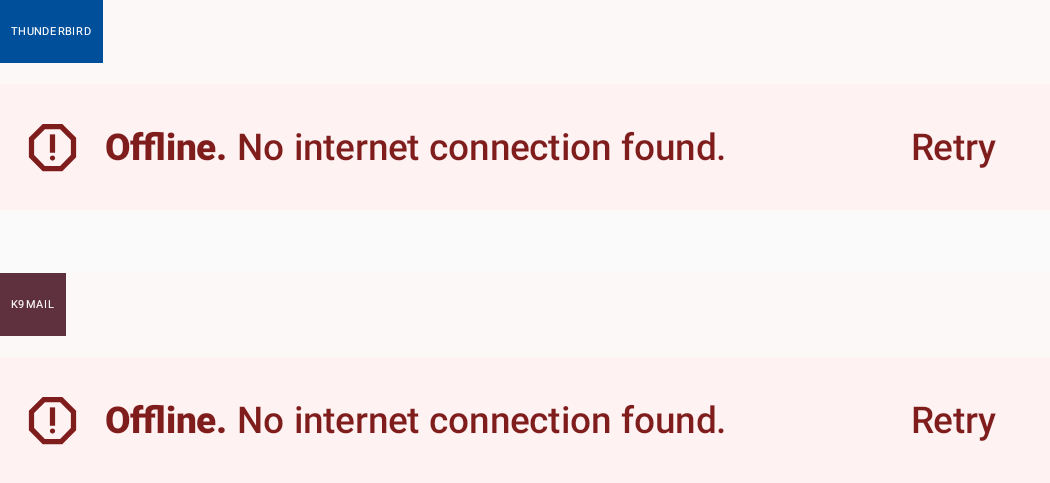 THUNDERBIRD
Offline. No internet connection found. Retry
K9MAIL
Offline. No internet connection found. Retry